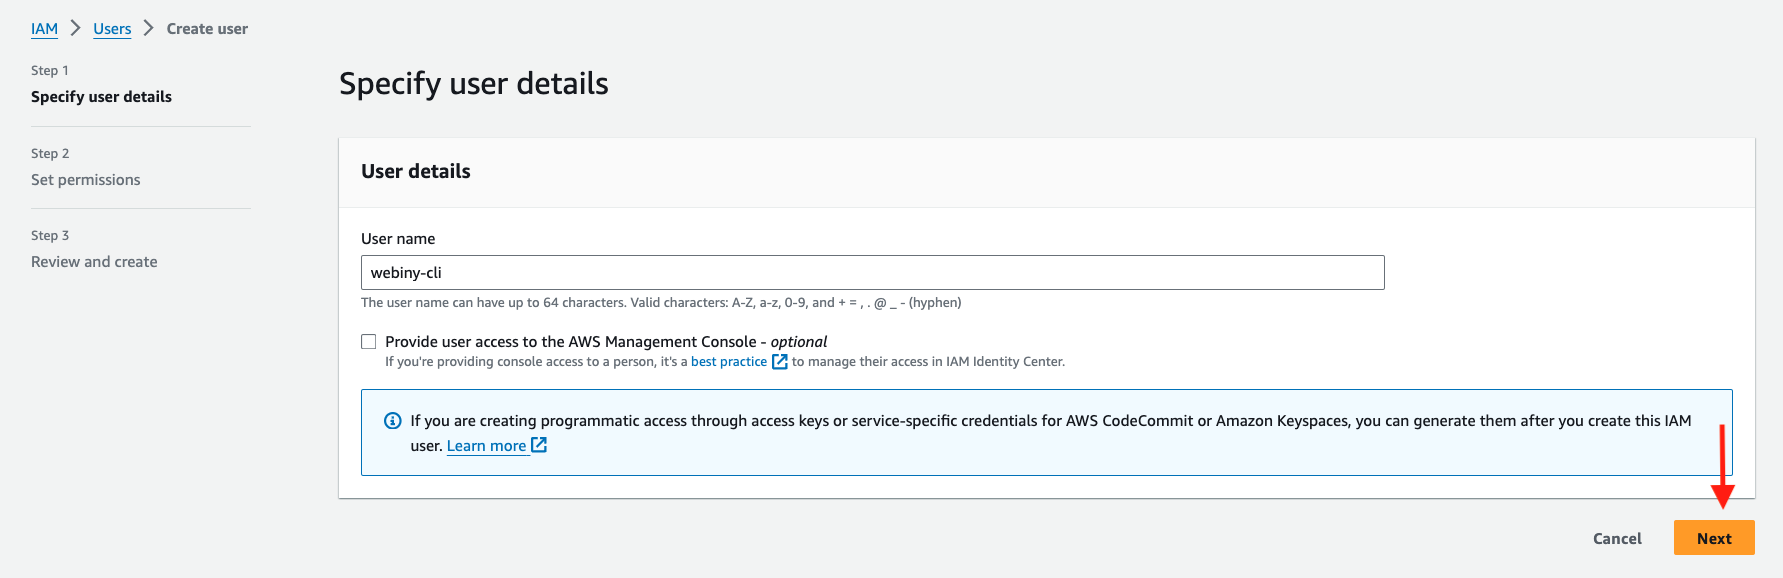 IAM > Users > Create user
Step 1
Specify user details
Step 2
Set permissions
Step 3
Review and create
Specify user details
User details
User name
webiny-cli
The user name can have up to 64 characters. Valid characters: A-Z, a-z, 0-9, and + = , . @ _ - (hyphen)
Provide user access to the AWS Management Console - optional
If you're providing console access to a person, it's a best practice to manage their access in IAM Identity Center.
If you are creating programmatic access through access keys or service-specific credentials for AWS CodeCommit or Amazon Keyspaces, you can generate them after you create this IAM
user. Learn more
Cancel Next